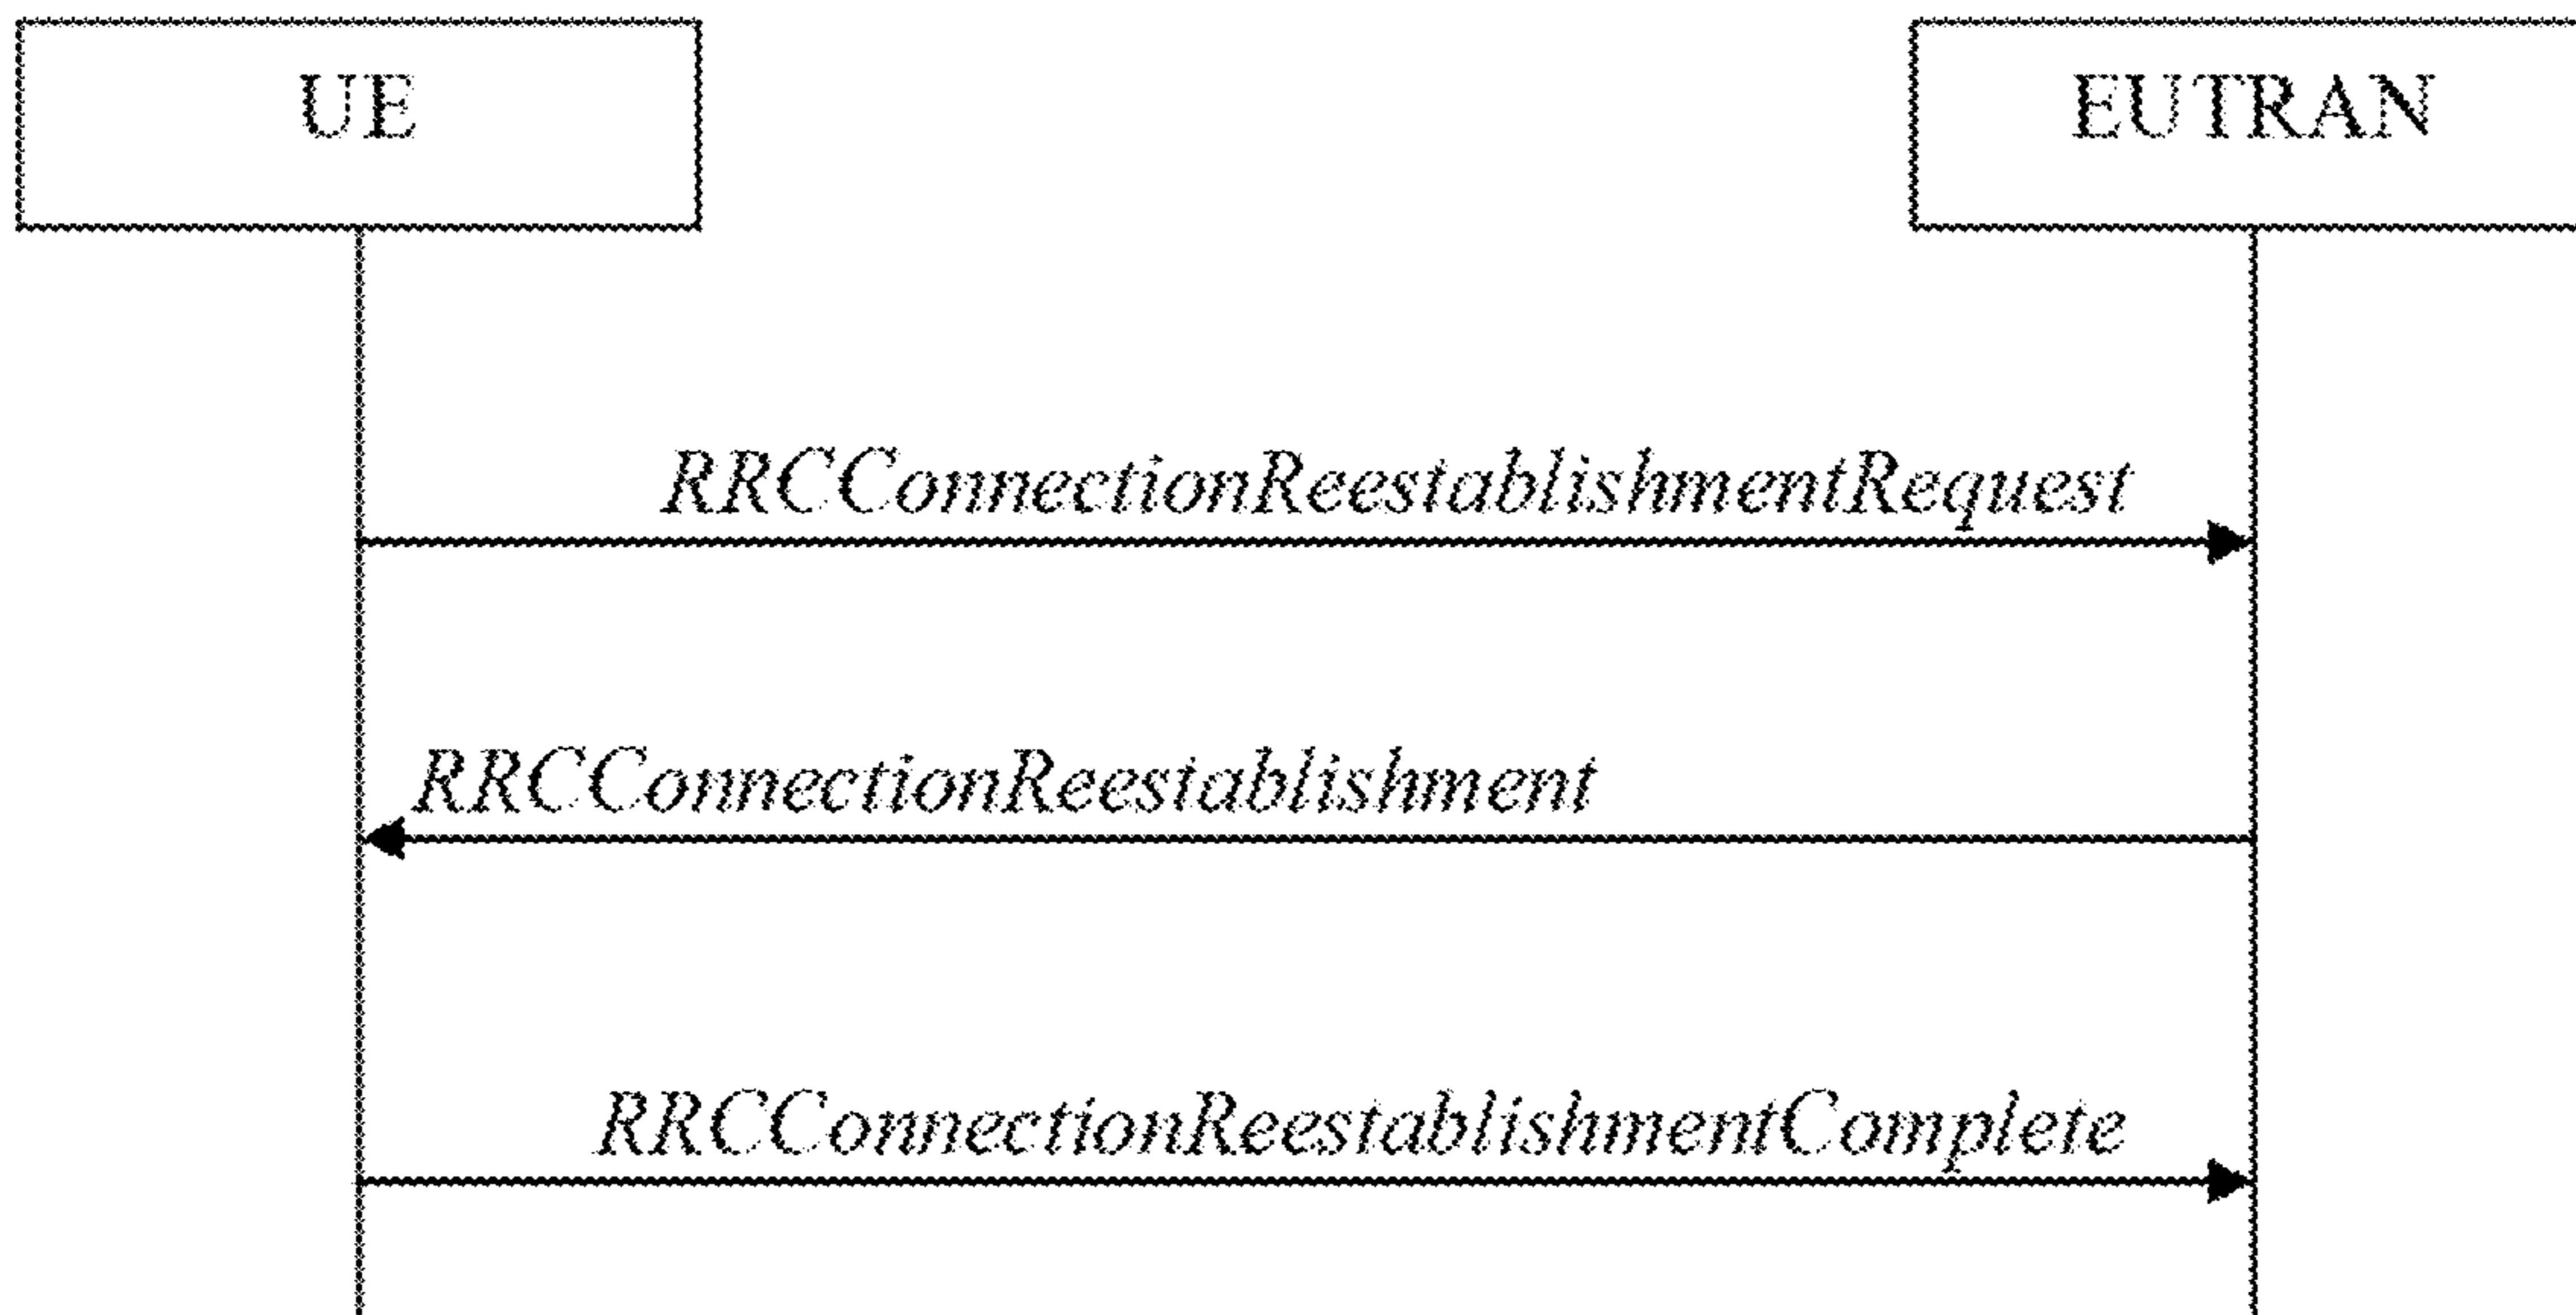 UE
EUTRAN
RRCConnectionReestablishmentRequest
RRCConnectionReestablishment
RRCConnectionReestablishmentComplete